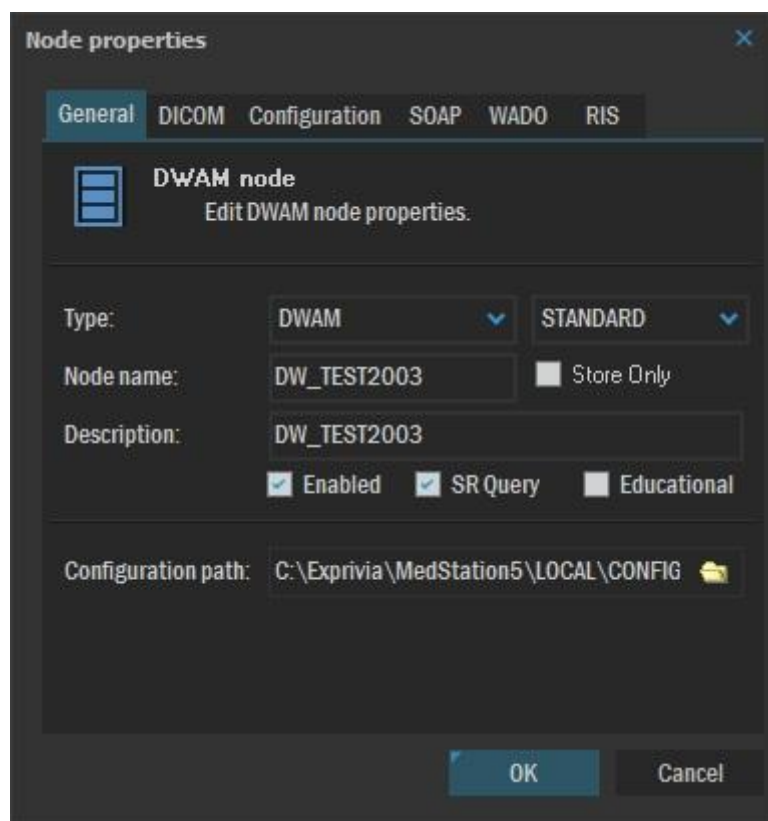 Node properties
General DICOM Configuration SOAP WADO RIS
DWAM node
Edit DWAM node properties.
Type: DWAM STANDARD
Node name: DW_TEST2003 Store Only
Description: DW_TEST2003
Enabled SR Query Educational
Configuration path: C:\Exprivia\MedStation5\LOCAL\CONFIG
OK Cancel